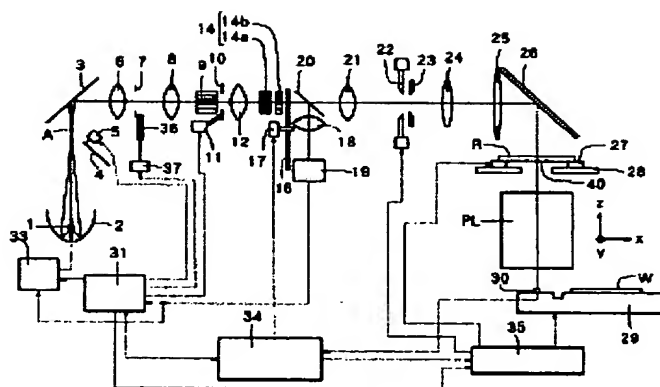 14 { 14b
14a
3 6 7 8 10 9 20 21 22 23 24 25 26
A 5 36 12 17 18 R 27
4 37 11 16 19 28
40
1 2 PL z
x
Y
33 31 30 W
34 35 29